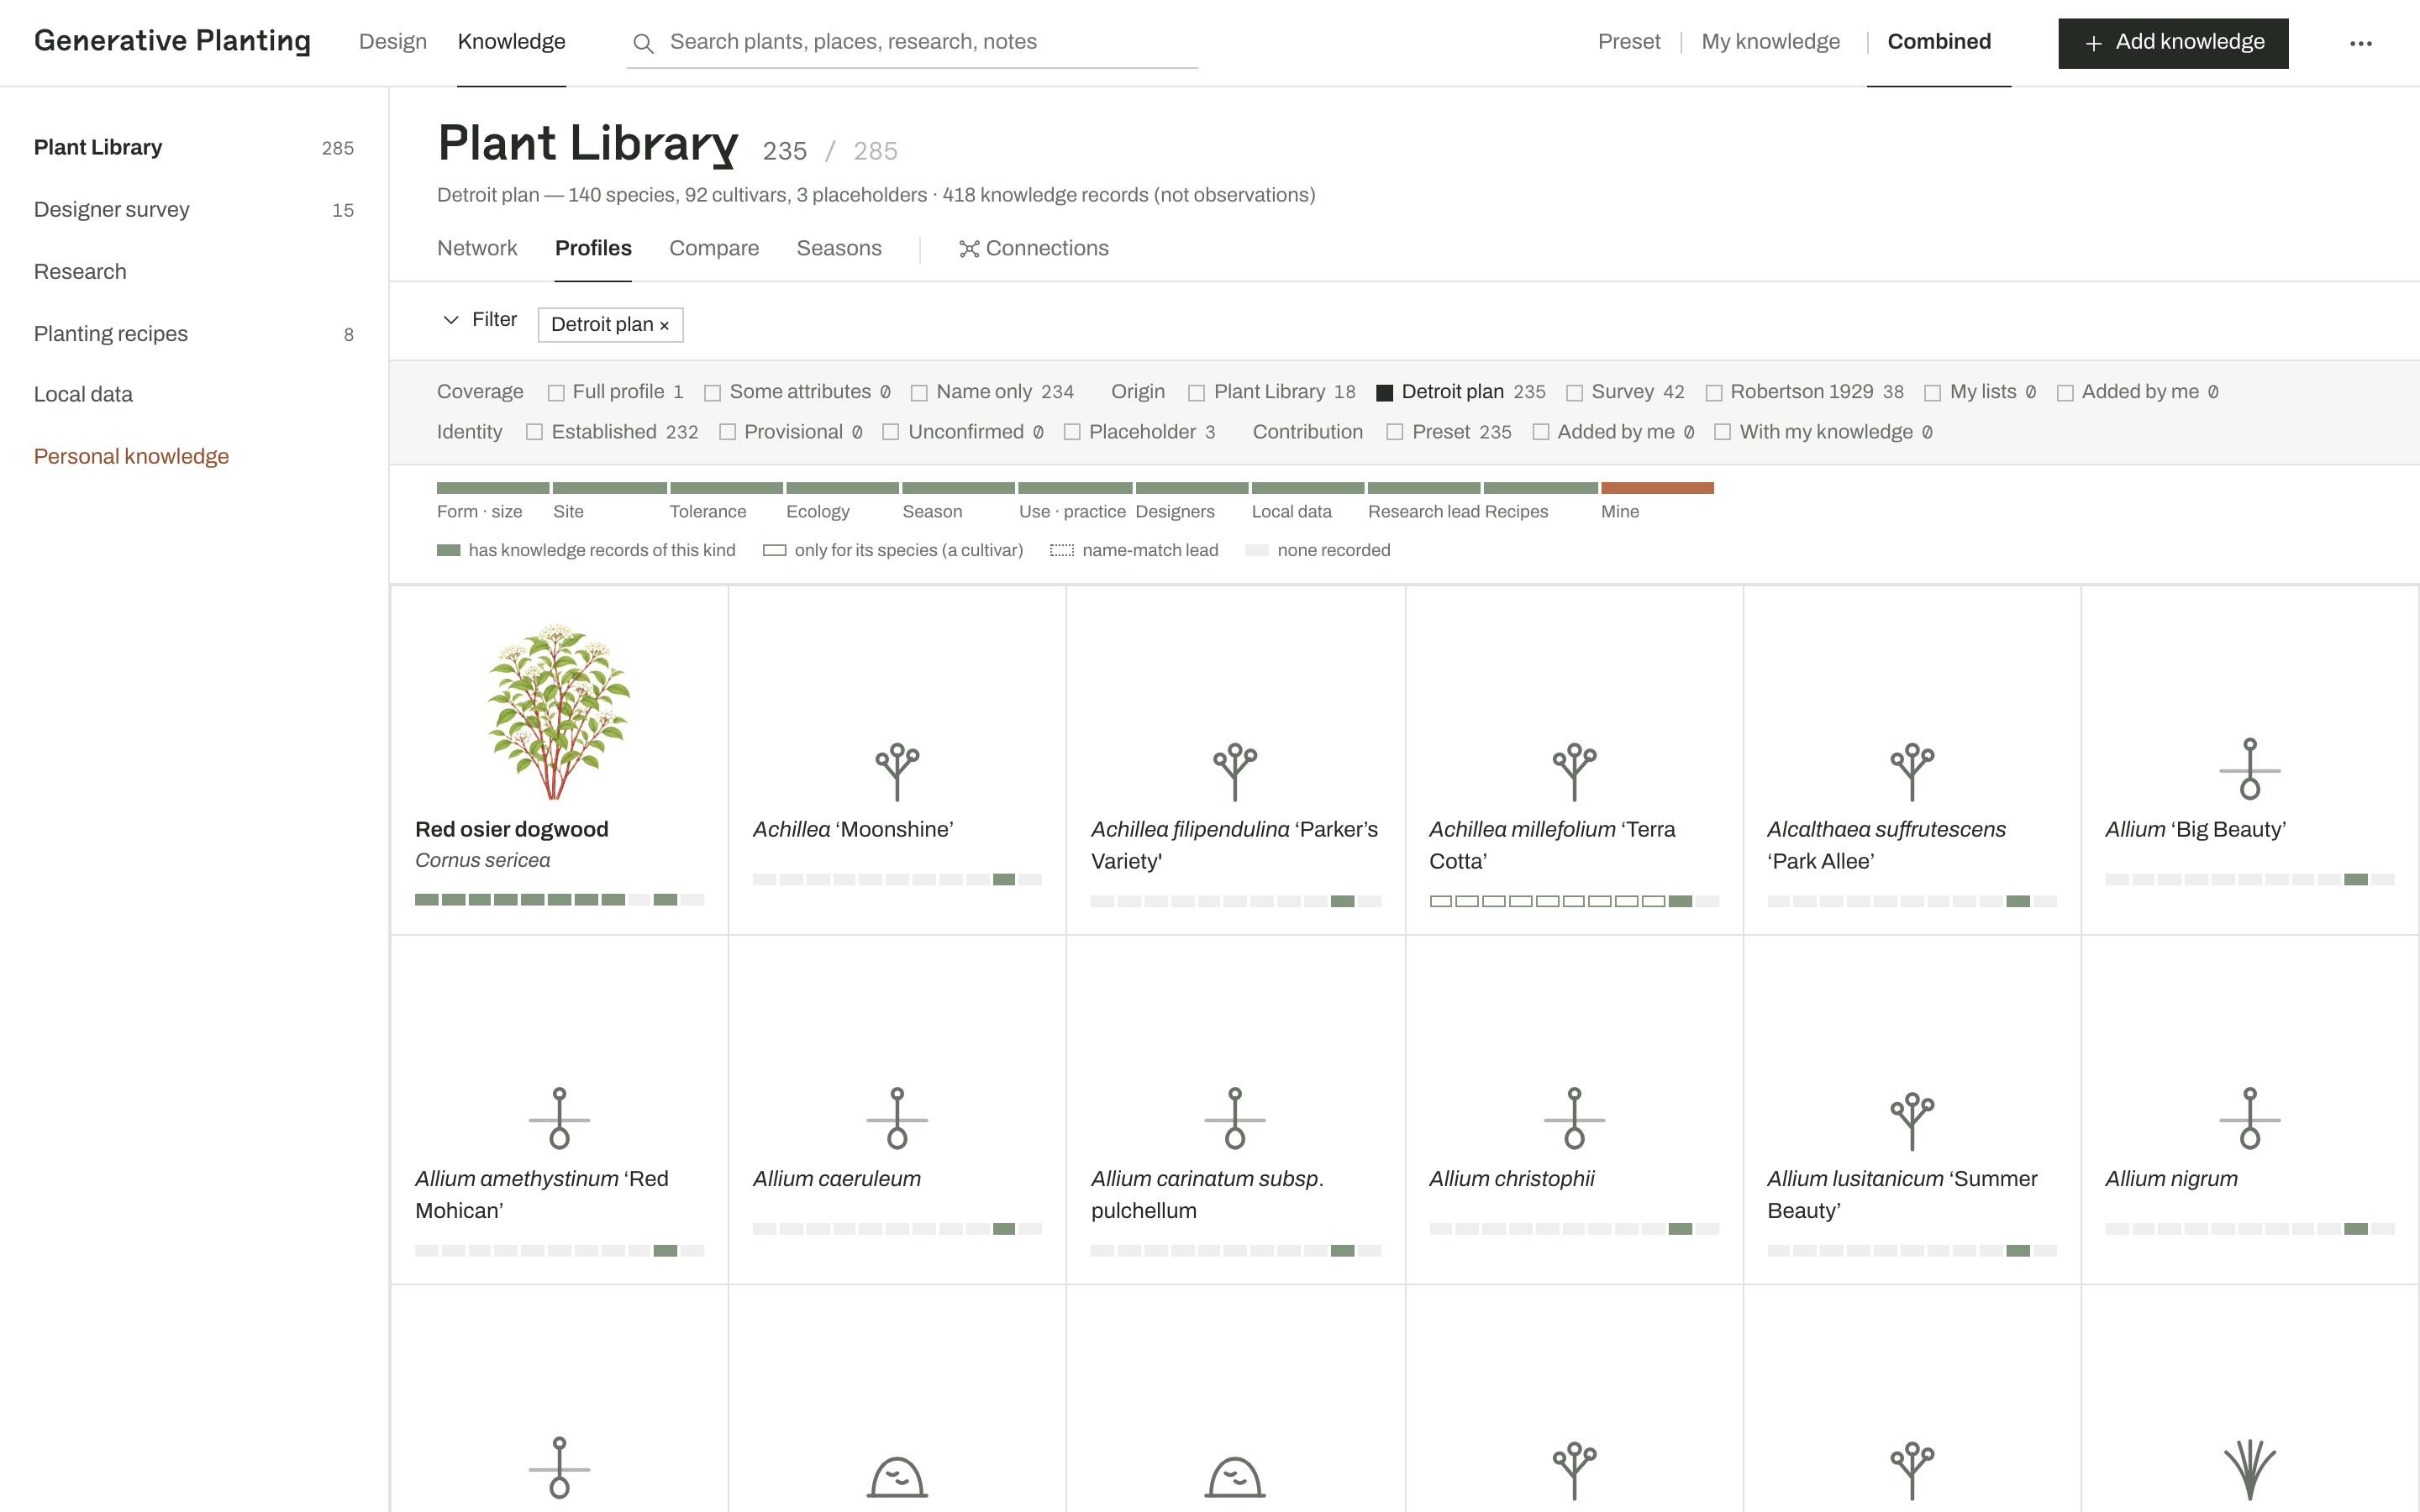 Generative Planting
Design
Knowledge
Search plants, places, research, notes
Preset
My knowledge
Combined
+ Add knowledge
Plant Library 285
Designer survey 15
Research
Planting recipes 8
Local data
Personal knowledge
Plant Library 235 / 285
Detroit plan — 140 species, 92 cultivars, 3 placeholders · 418 knowledge records (not observations)
Network
Profiles
Compare
Seasons
Connections
Filter
Detroit plan ×
Coverage Full profile 1 Some attributes 0 Name only 234 Origin Plant Library 18 Detroit plan 235 Survey 42 Robertson 1929 38 My lists 0 Added by me 0
Identity Established 232 Provisional 0 Unconfirmed 0 Placeholder 3 Contribution Preset 235 Added by me 0 With my knowledge 0
Form · size Site Tolerance Ecology Season Use · practice Designers Local data Research lead Recipes Mine
has knowledge records of this kind only for its species (a cultivar) name-match lead none recorded
Red osier dogwood
Cornus sericea
Achillea ‘Moonshine’
Achillea filipendulina ‘Parker’s
Variety'
Achillea millefolium ‘Terra
Cotta’
Alcalthaea suffrutescens
‘Park Allee’
Allium ‘Big Beauty’
Allium amethystinum ‘Red
Mohican’
Allium caeruleum
Allium carinatum subsp.
pulchellum
Allium christophii
Allium lusitanicum ‘Summer
Beauty’
Allium nigrum